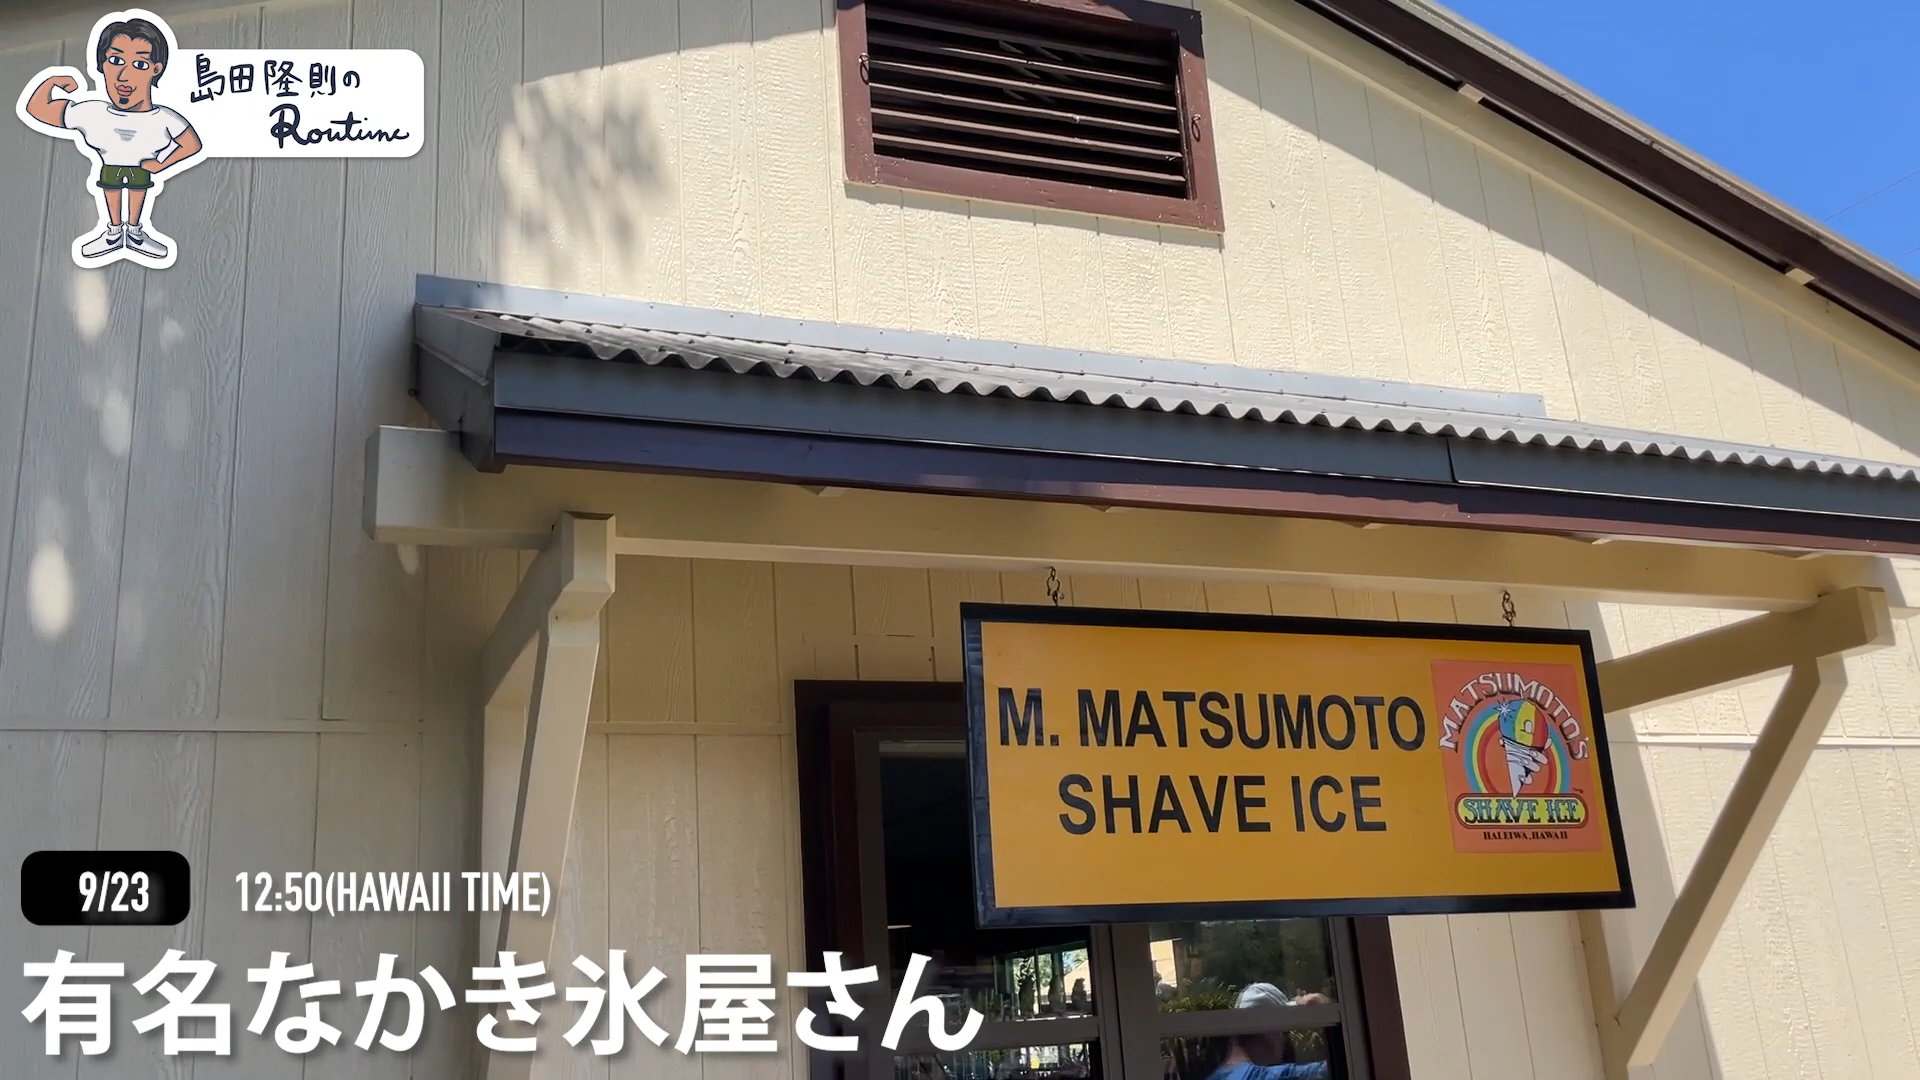 島田隆則の
Routine
M. MATSUMOTO
SHAVE ICE
MATSUMOTO'S
SHAVE ICE
HALEIWA, HAWAII
9/23
12:50(HAWAII TIME)
有名なかき氷屋さん